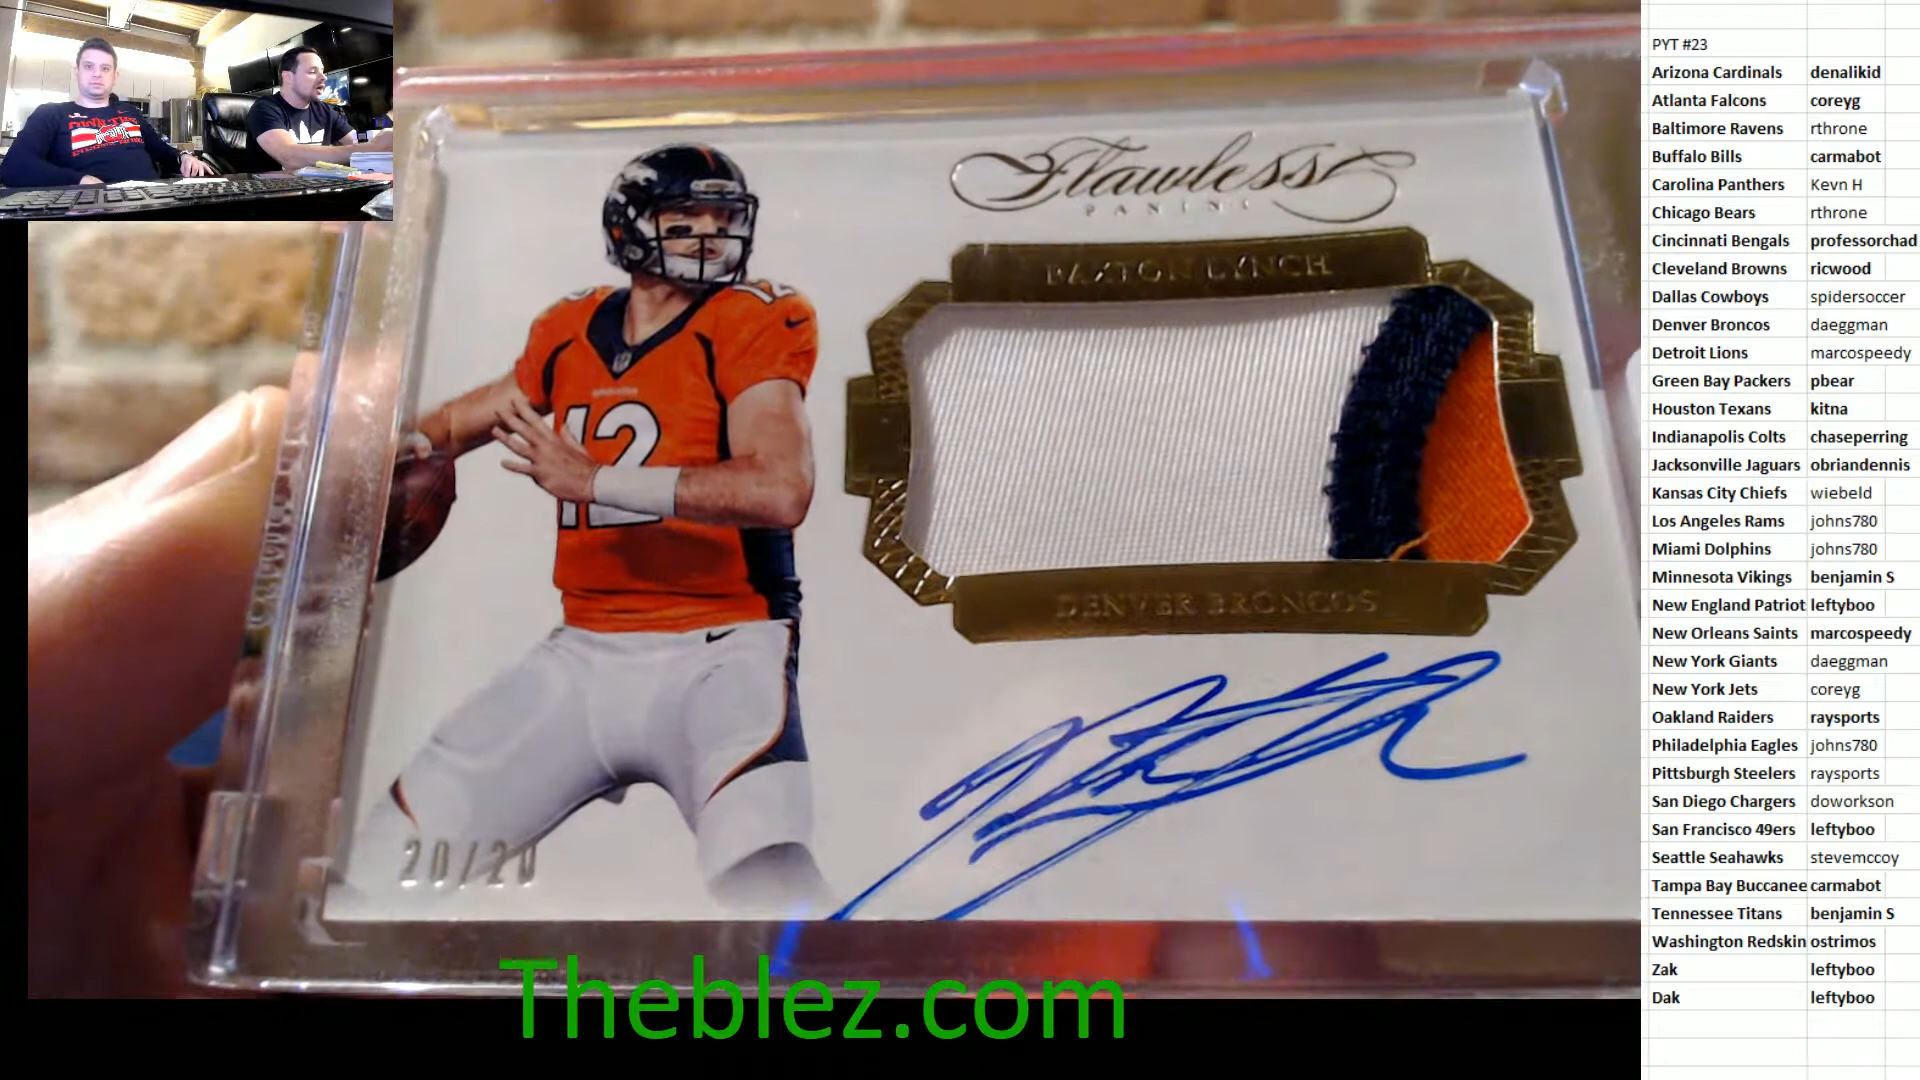 OWN THE
Flawless
PANINI
PAXTON LYNCH
12
12
12
DENVER BRONCOS
20/20
Theblez.com
PYT #23
Arizona Cardinals denalikid
Atlanta Falcons coreyg
Baltimore Ravens rthrone
Buffalo Bills carmabot
Carolina Panthers Kevn H
Chicago Bears rthrone
Cincinnati Bengals professorchad
Cleveland Browns ricwood
Dallas Cowboys spidersoccer
Denver Broncos daeggman
Detroit Lions marcospeedy
Green Bay Packers pbear
Houston Texans kitna
Indianapolis Colts chaseperring
Jacksonville Jaguars obriandennis
Kansas City Chiefs wiebeld
Los Angeles Rams johns780
Miami Dolphins johns780
Minnesota Vikings benjamin S
New England Patriot leftyboo
New Orleans Saints marcospeedy
New York Giants daeggman
New York Jets coreyg
Oakland Raiders raysports
Philadelphia Eagles johns780
Pittsburgh Steelers raysports
San Diego Chargers doworkson
San Francisco 49ers leftyboo
Seattle Seahawks stevemccoy
Tampa Bay Buccanee carmabot
Tennessee Titans benjamin S
Washington Redskin ostrimos
Zak leftyboo
Dak leftyboo